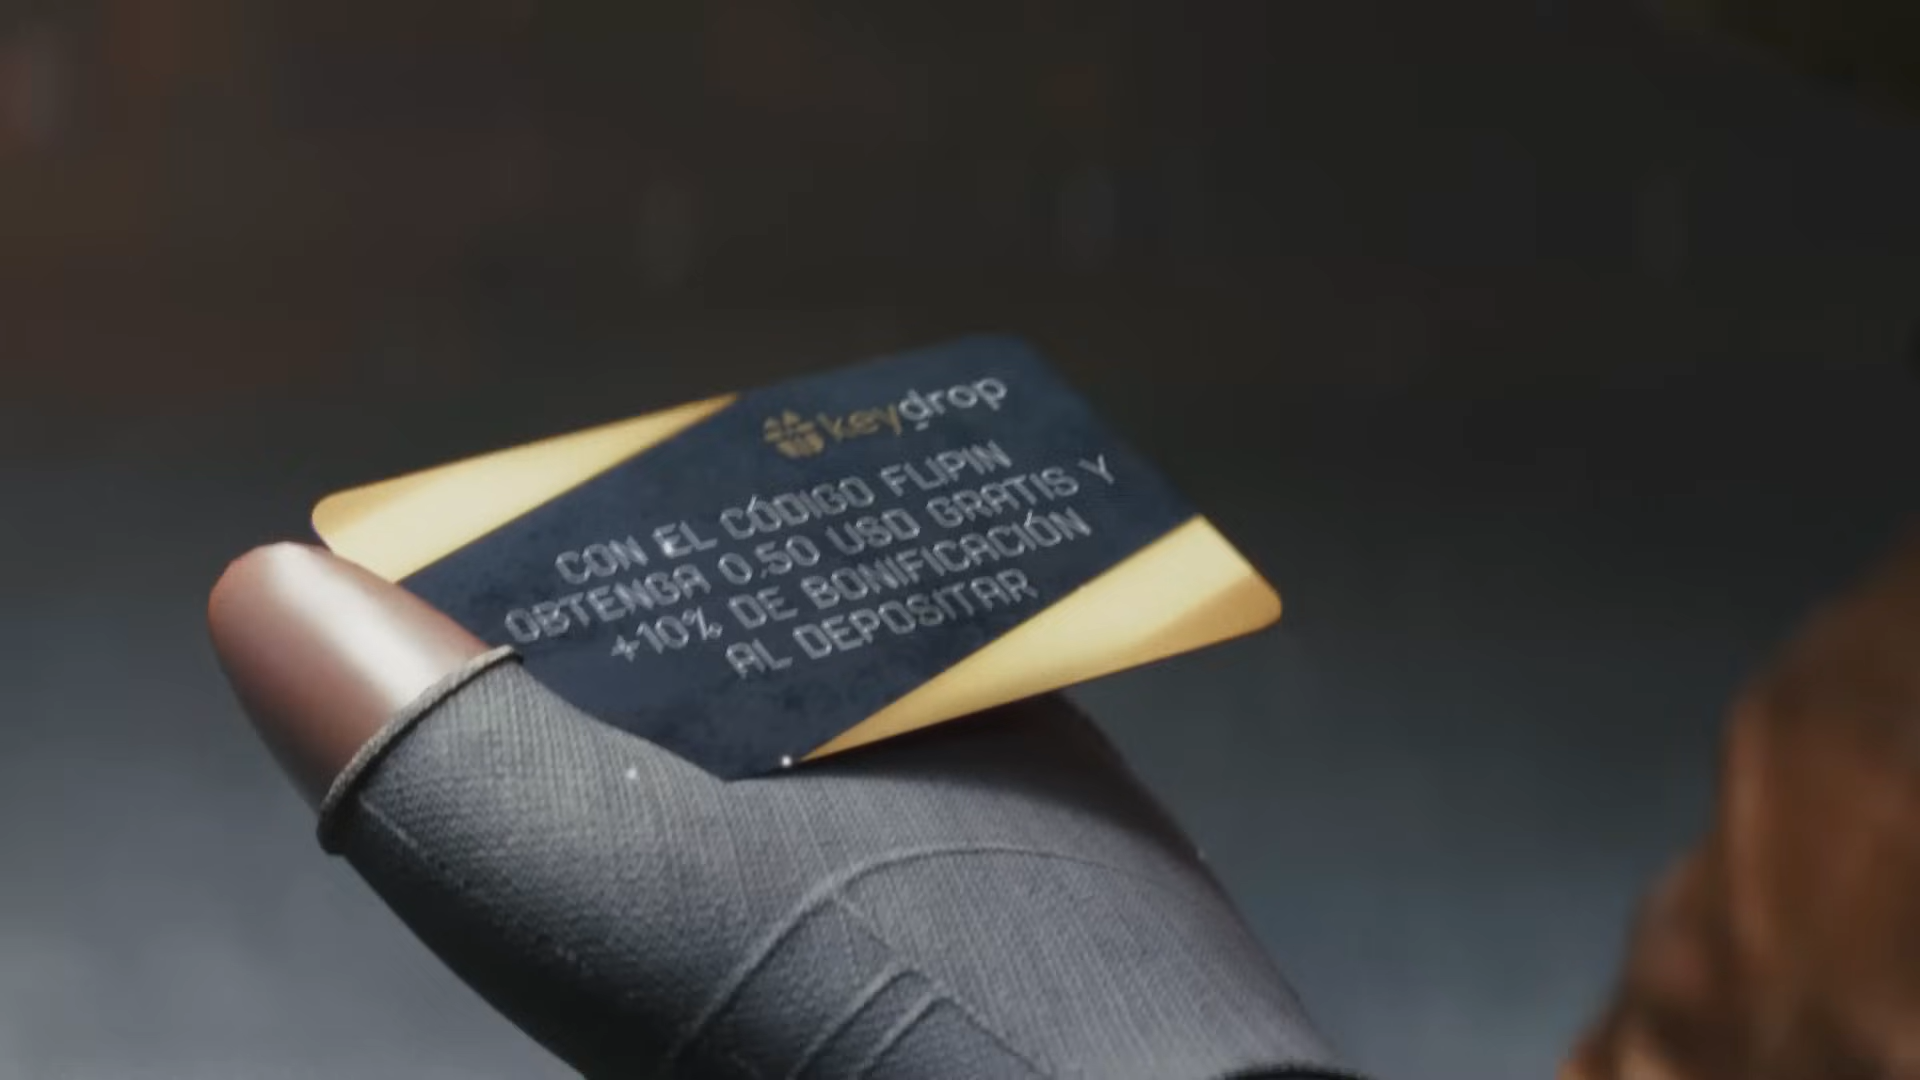 keydrop
CON EL CÓDIGO FLIPIN
OBTENGA 0.50 USD GRATIS Y
+10% DE BONIFICACIÓN
AL DEPOSITAR